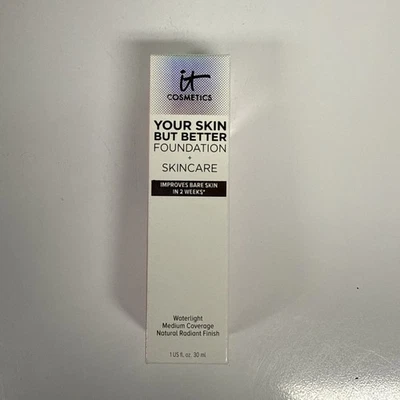 it
COSMETICS
YOUR SKIN
BUT BETTER
FOUNDATION
+
SKINCARE
IMPROVES BARE SKIN
IN 2 WEEKS*
Waterlight
Medium Coverage
Natural Radiant Finish
1 US fl. oz. 30 ml